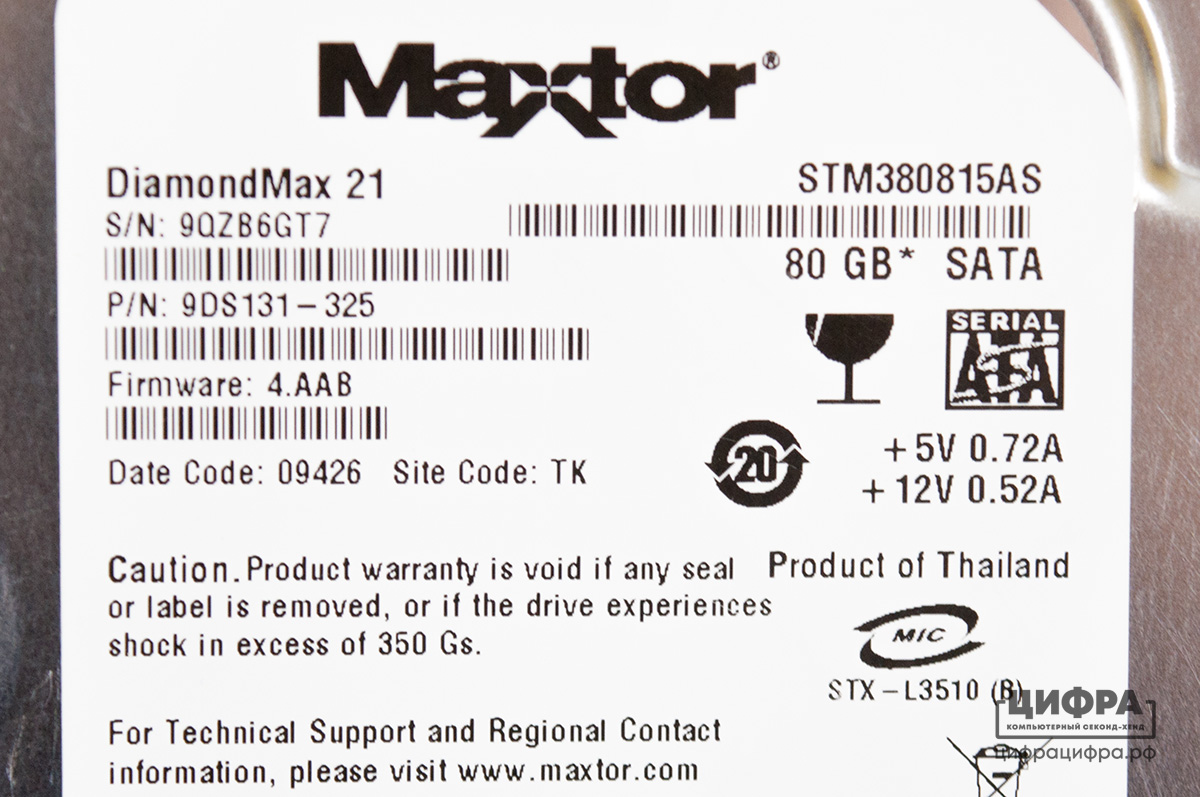 Maxtor®
DiamondMax 21
STM380815AS
S/N: 9QZB6GT7
80 GB* SATA
P/N: 9DS131-325
SERIAL
ATA
Firmware: 4.AAB
20
+5V 0.72A
Date Code: 09426 Site Code: TK
+12V 0.52A
Caution. Product warranty is void if any seal
or label is removed, or if the drive experiences
shock in excess of 350 Gs.
Product of Thailand
MIC
STX-L3510 (B)
ЦИФРА
КОМПЬЮТЕРНЫЙ СЕКОНД-ХЕНД
цифрацифра.рф
For Technical Support and Regional Contact
information, please visit www.maxtor.com